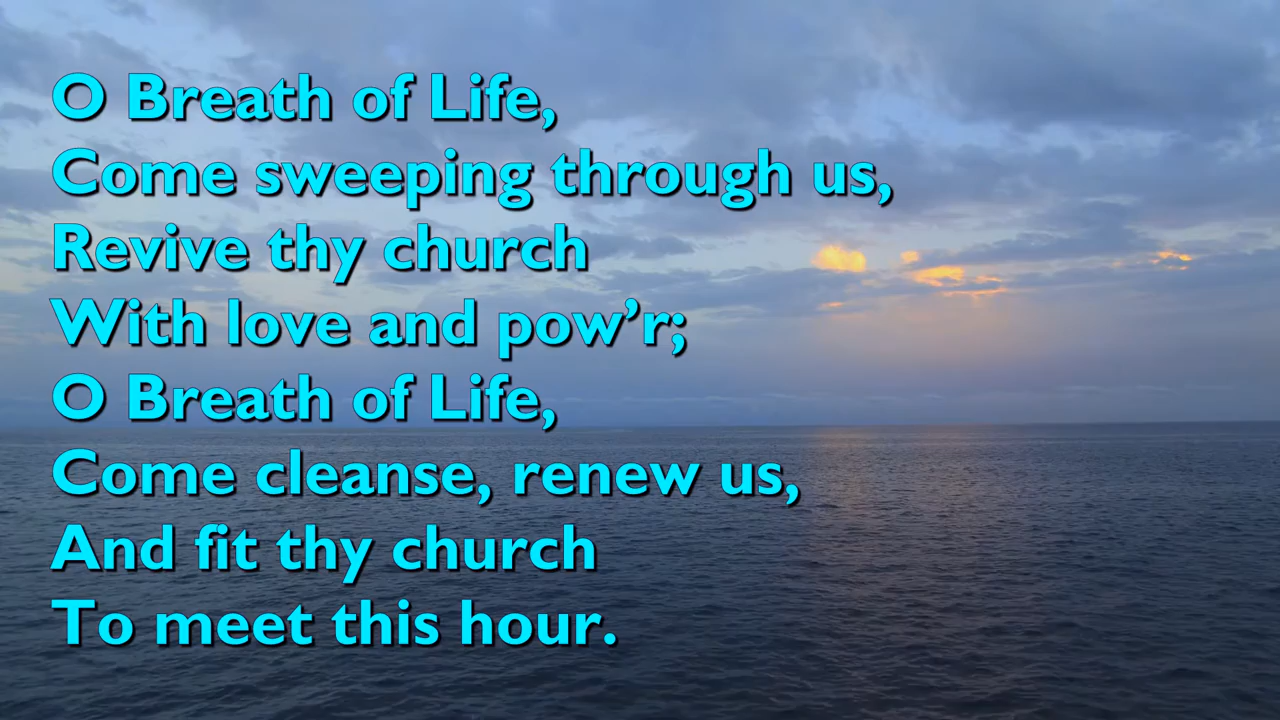 O Breath of Life,
Come sweeping through us,
Revive thy church
With love and pow’r;
O Breath of Life,
Come cleanse, renew us,
And fit thy church
To meet this hour.